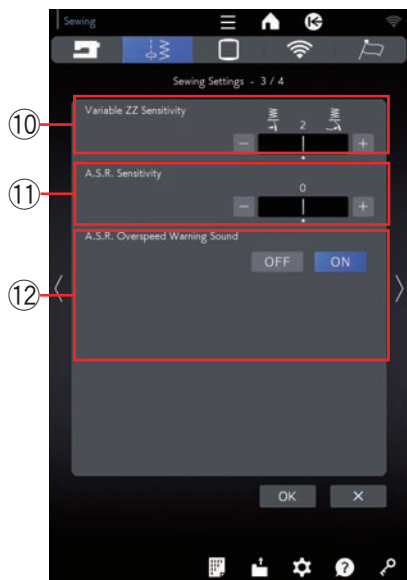 Sewing
Sewing Settings - 3 / 4
⑩
Variable ZZ Sensitivity
2
− +
⑪
A.S.R. Sensitivity
0
− +
⑫
A.S.R. Overspeed Warning Sound
OFF ON
OK ×
?